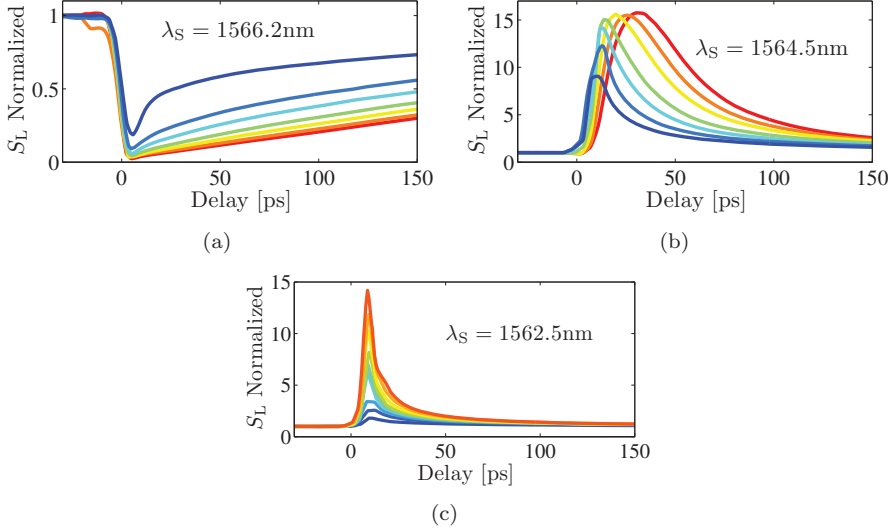 S_L Normalized
1
0.5
0
λ_S = 1566.2nm
0 50 100 150
Delay [ps]
(a)
S_L Normalized
15
10
5
λ_S = 1564.5nm
0 50 100 150
Delay [ps]
(b)
S_L Normalized
15
10
5
0
λ_S = 1562.5nm
0 50 100 150
Delay [ps]
(c)